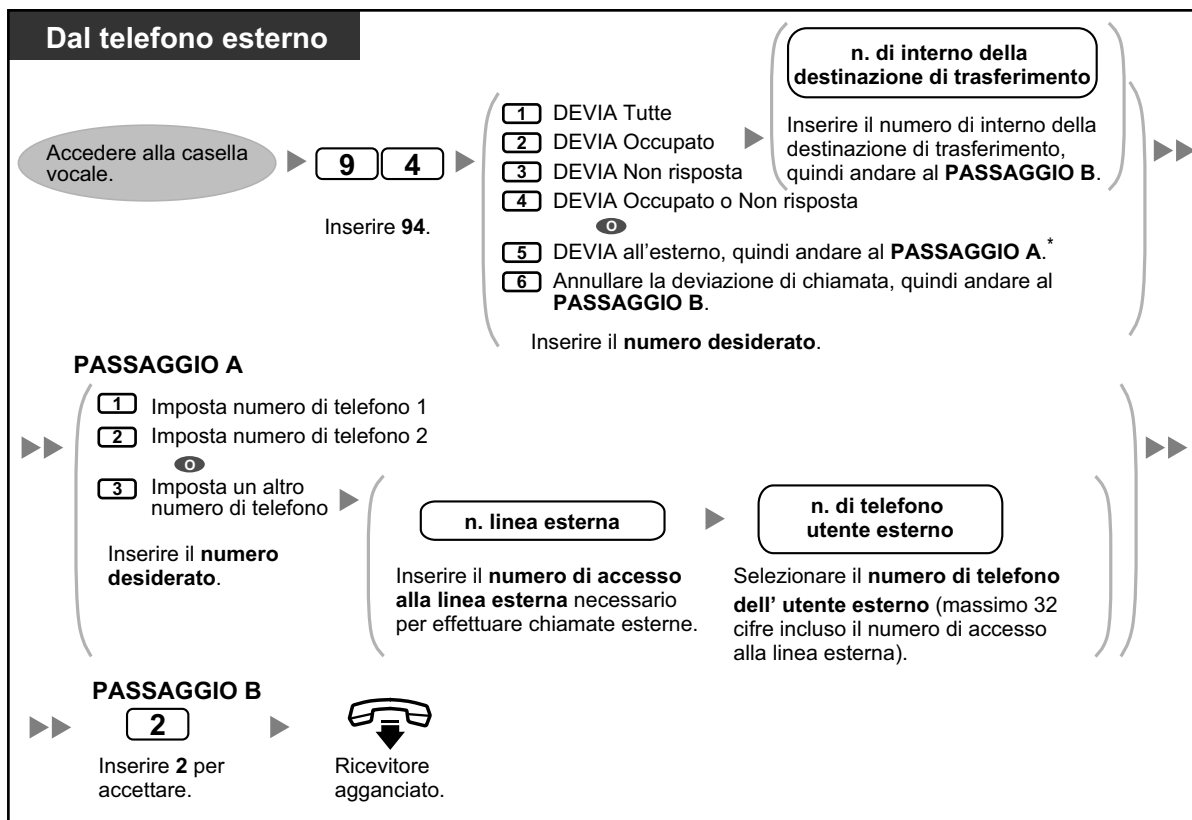 Dal telefono esterno
Accedere alla casella
vocale.
9 4
Inserire 94.
1 DEVIA Tutte
2 DEVIA Occupato
3 DEVIA Non risposta
4 DEVIA Occupato o Non risposta
o
5 DEVIA all'esterno, quindi andare al PASSAGGIO A.*
6 Annullare la deviazione di chiamata, quindi andare al
PASSAGGIO B.
Inserire il numero desiderato.
n. di interno della
destinazione di trasferimento
Inserire il numero di interno della
destinazione di trasferimento,
quindi andare al PASSAGGIO B.
PASSAGGIO A
1 Imposta numero di telefono 1
2 Imposta numero di telefono 2
o
3 Imposta un altro
numero di telefono
Inserire il numero
desiderato.
n. linea esterna
Inserire il numero di accesso
alla linea esterna necessario
per effettuare chiamate esterne.
n. di telefono
utente esterno
Selezionare il numero di telefono
dell' utente esterno (massimo 32
cifre incluso il numero di accesso
alla linea esterna).
PASSAGGIO B
2
Inserire 2 per
accettare.
Ricevitore
agganciato.